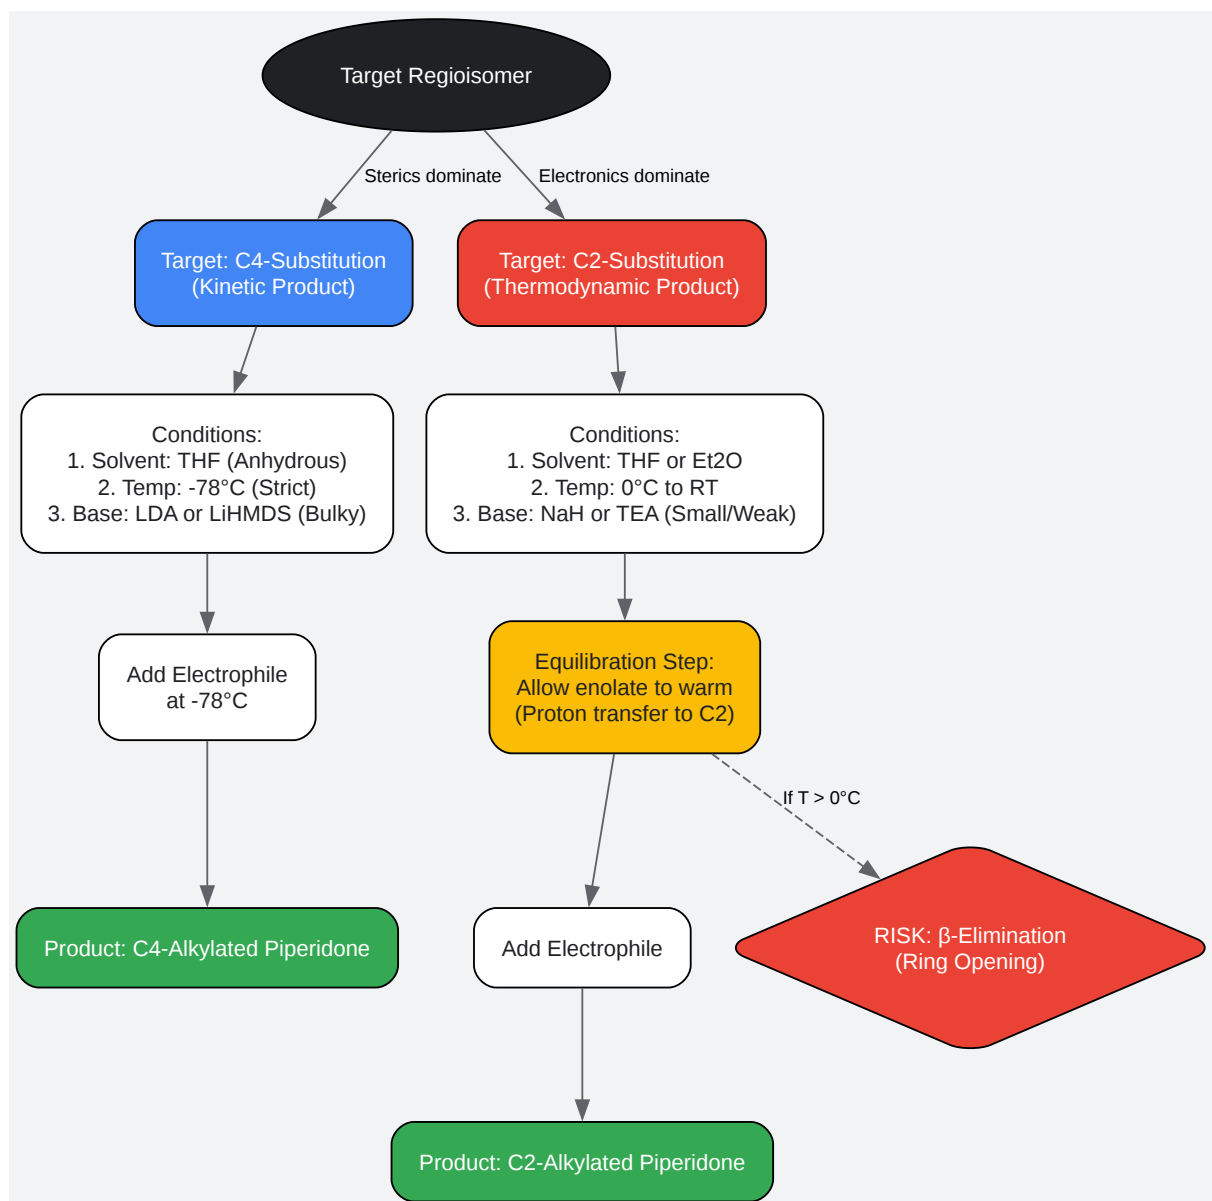 Target Regioisomer
Sterics dominate
Electronics dominate
Target: C4-Substitution
(Kinetic Product)
Target: C2-Substitution
(Thermodynamic Product)
Conditions:
1. Solvent: THF (Anhydrous)
2. Temp: -78°C (Strict)
3. Base: LDA or LiHMDS (Bulky)
Conditions:
1. Solvent: THF or Et2O
2. Temp: 0°C to RT
3. Base: NaH or TEA (Small/Weak)
Add Electrophile
at -78°C
Equilibration Step:
Allow enolate to warm
(Proton transfer to C2)
If T > 0°C
Product: C4-Alkylated Piperidone
Add Electrophile
RISK: β-Elimination
(Ring Opening)
Product: C2-Alkylated Piperidone